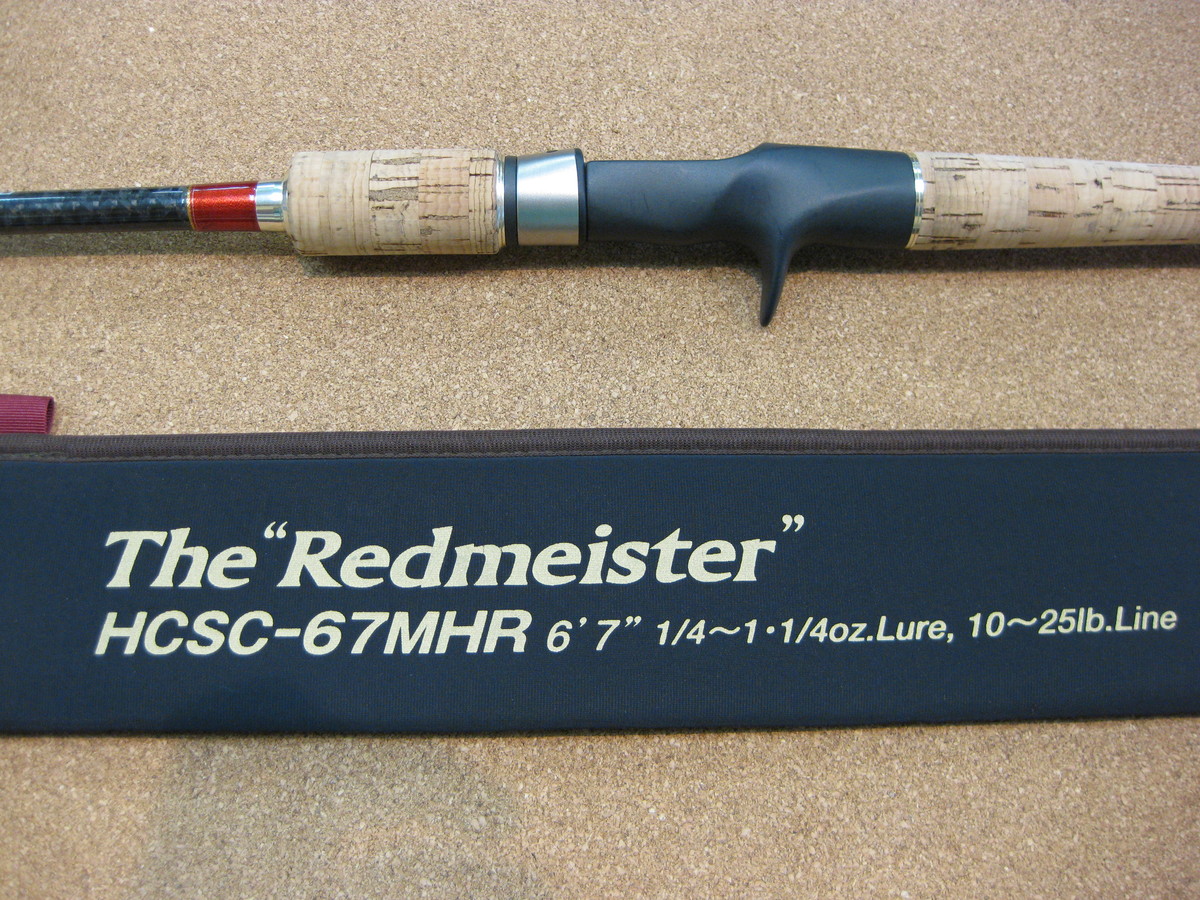 The “Redmeister”
HCSC-67MHR 6’7” 1/4～1・1/4oz.Lure, 10～25lb.Line